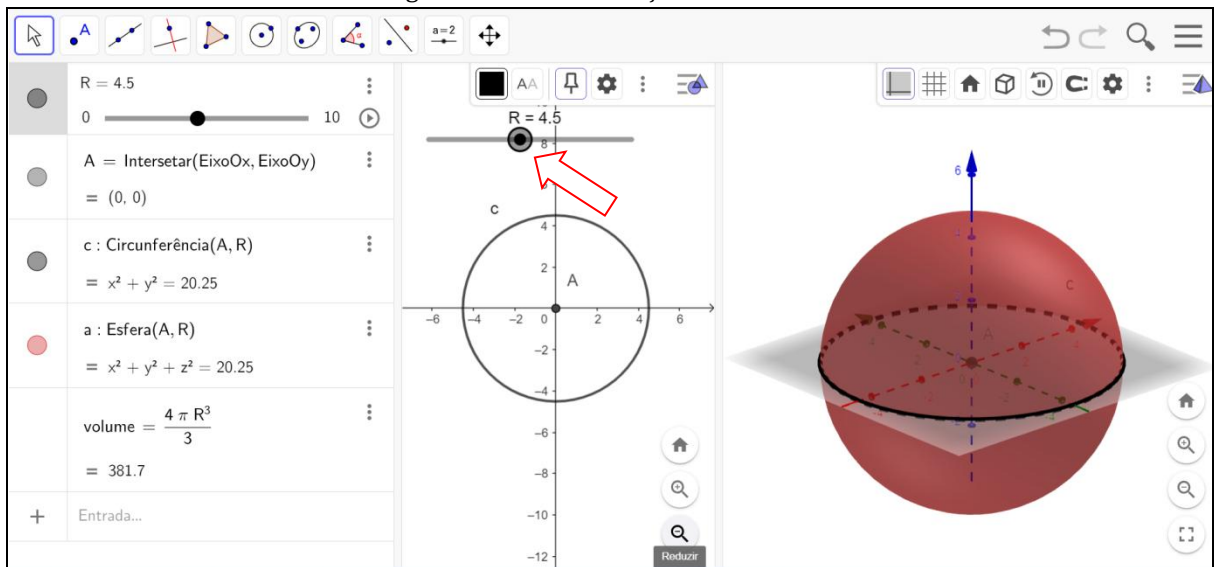 A
α
a=2
R = 4.5
0
10
A = Intersetar(EixoOx, EixoOy)
= (0, 0)
c : Circunferência(A, R)
= x² + y² = 20.25
a : Esfera(A, R)
= x² + y² + z² = 20.25
volume = 4 π R³ / 3
= 381.7
+ Entrada...
AA
R = 4.5
8
c
4
2
A
−6 −4 −2 0 2 4 6
−2
−4
−6
−8
−10
−12
Reduzir
6
c
A